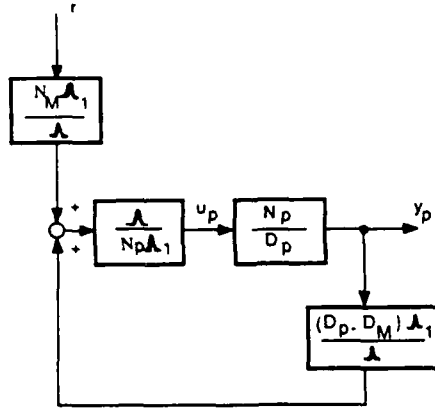 r
N_M Λ_1
Λ
+
+
Λ
N_p Λ_1
u_p
N_p
D_p
y_p
(D_p - D_M) Λ_1
Λ